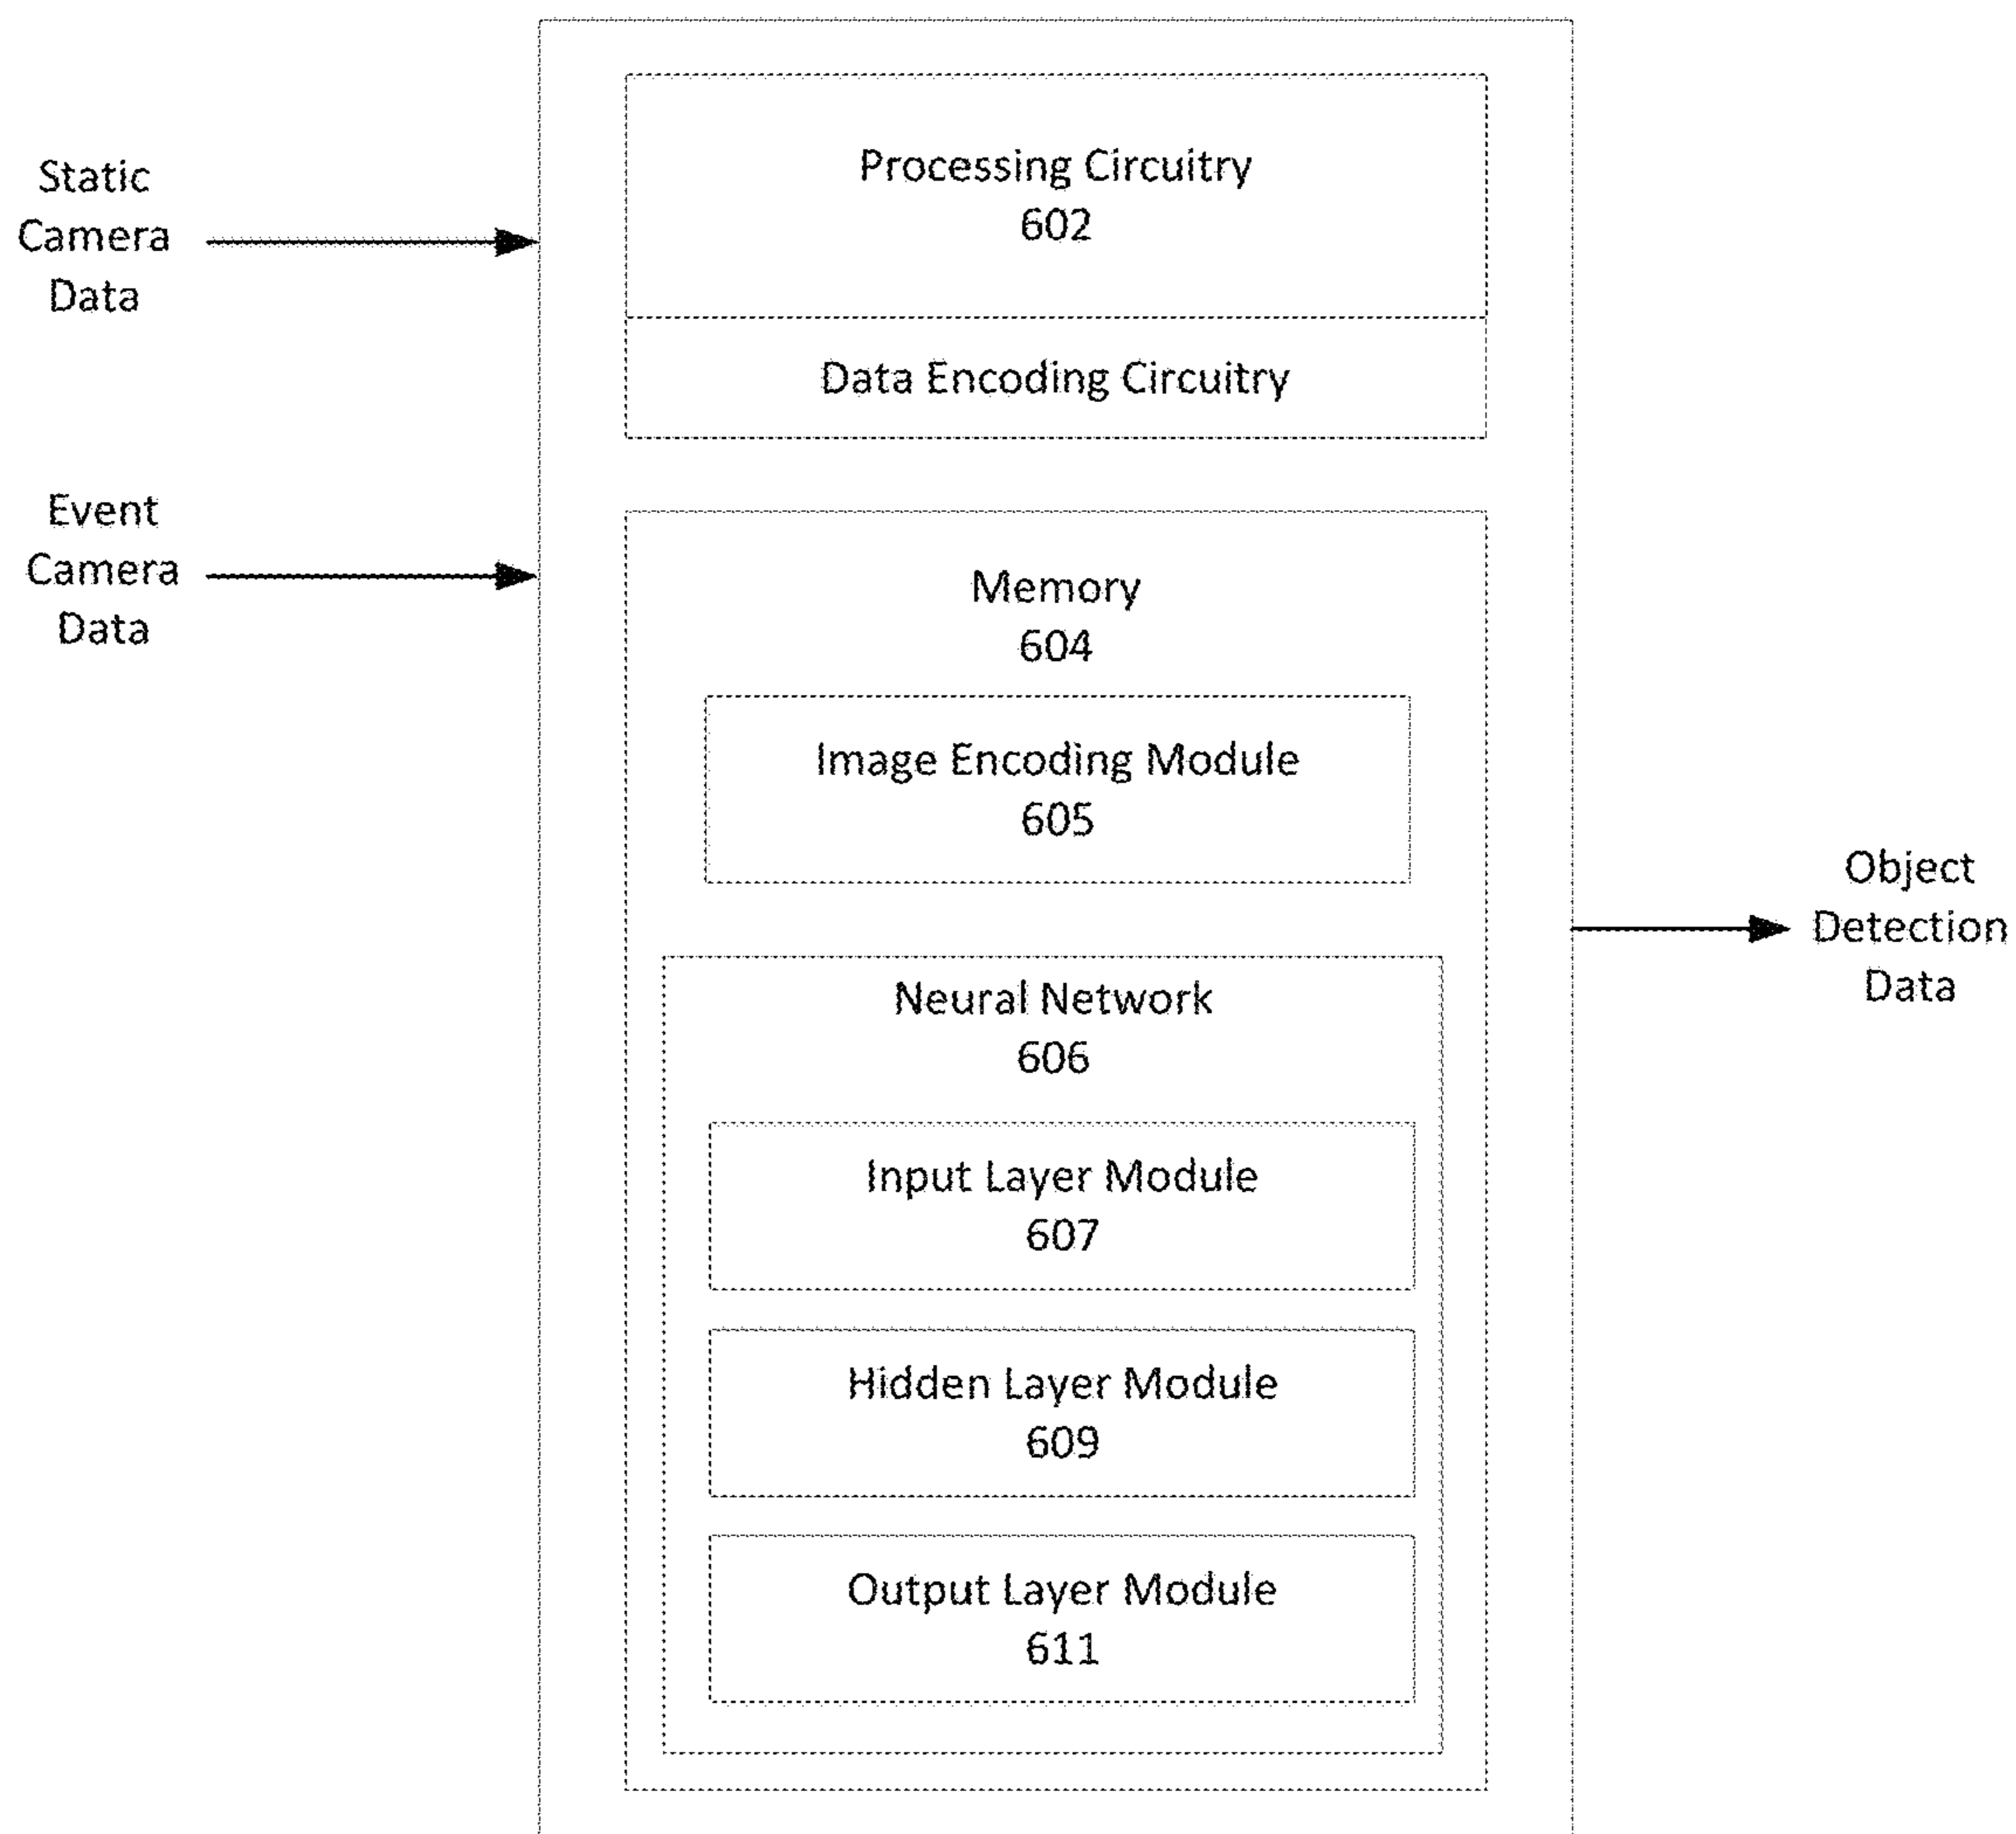 Static
Camera
Data
Event
Camera
Data
Processing Circuitry
602
Data Encoding Circuitry
Memory
604
Image Encoding Module
605
Neural Network
606
Input Layer Module
607
Hidden Layer Module
609
Output Layer Module
611
Object
Detection
Data